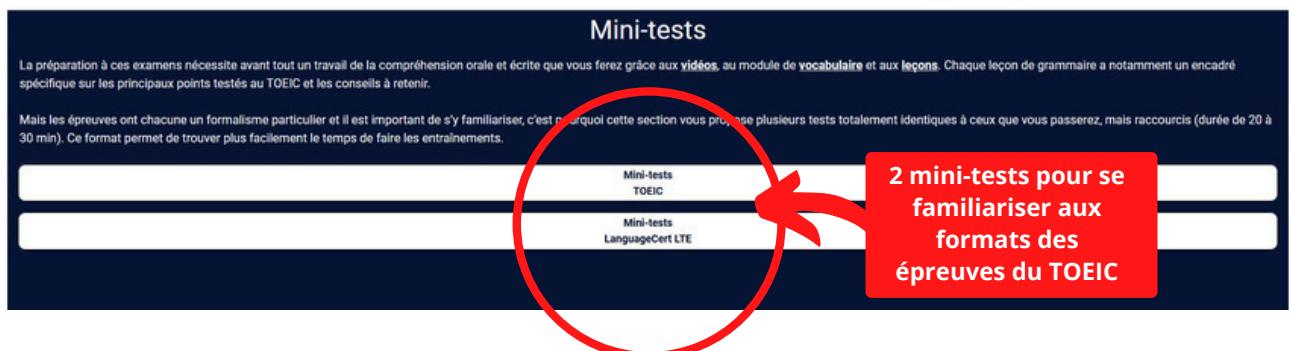 Mini-tests
La préparation à ces examens nécessite avant tout un travail de la compréhension orale et écrite que vous ferez grâce aux vidéos, au module de vocabulaire et aux leçons. Chaque leçon de grammaire a notamment un encadré
spécifique sur les principaux points testés au TOEIC et les conseils à retenir.
Mais les épreuves ont chacune un formalisme particulier et il est important de s'y familiariser, c'est pourquoi cette section vous propose plusieurs tests totalement identiques à ceux que vous passerez, mais raccourcis (durée de 20 à
30 min). Ce format permet de trouver plus facilement le temps de faire les entraînements.
Mini-tests
TOEIC
Mini-tests
LanguageCert LTE
2 mini-tests pour se
familiariser aux
formats des
épreuves du TOEIC